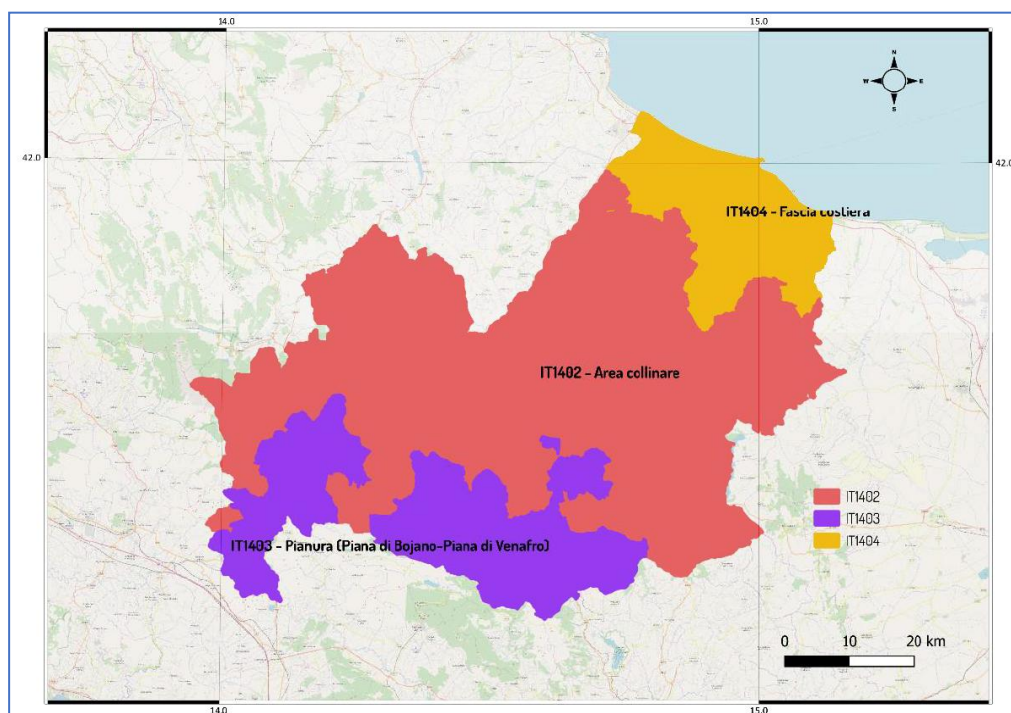 14.0
15.0
N
W
E
S
42.0
42.0
IT1404 - Fascia costiera
IT1402 - Area collinare
IT1402
IT1403
IT1404
IT1403 - Pianura (Piana di Bojano-Piana di Venafro)
0 10 20 km
14.0
15.0